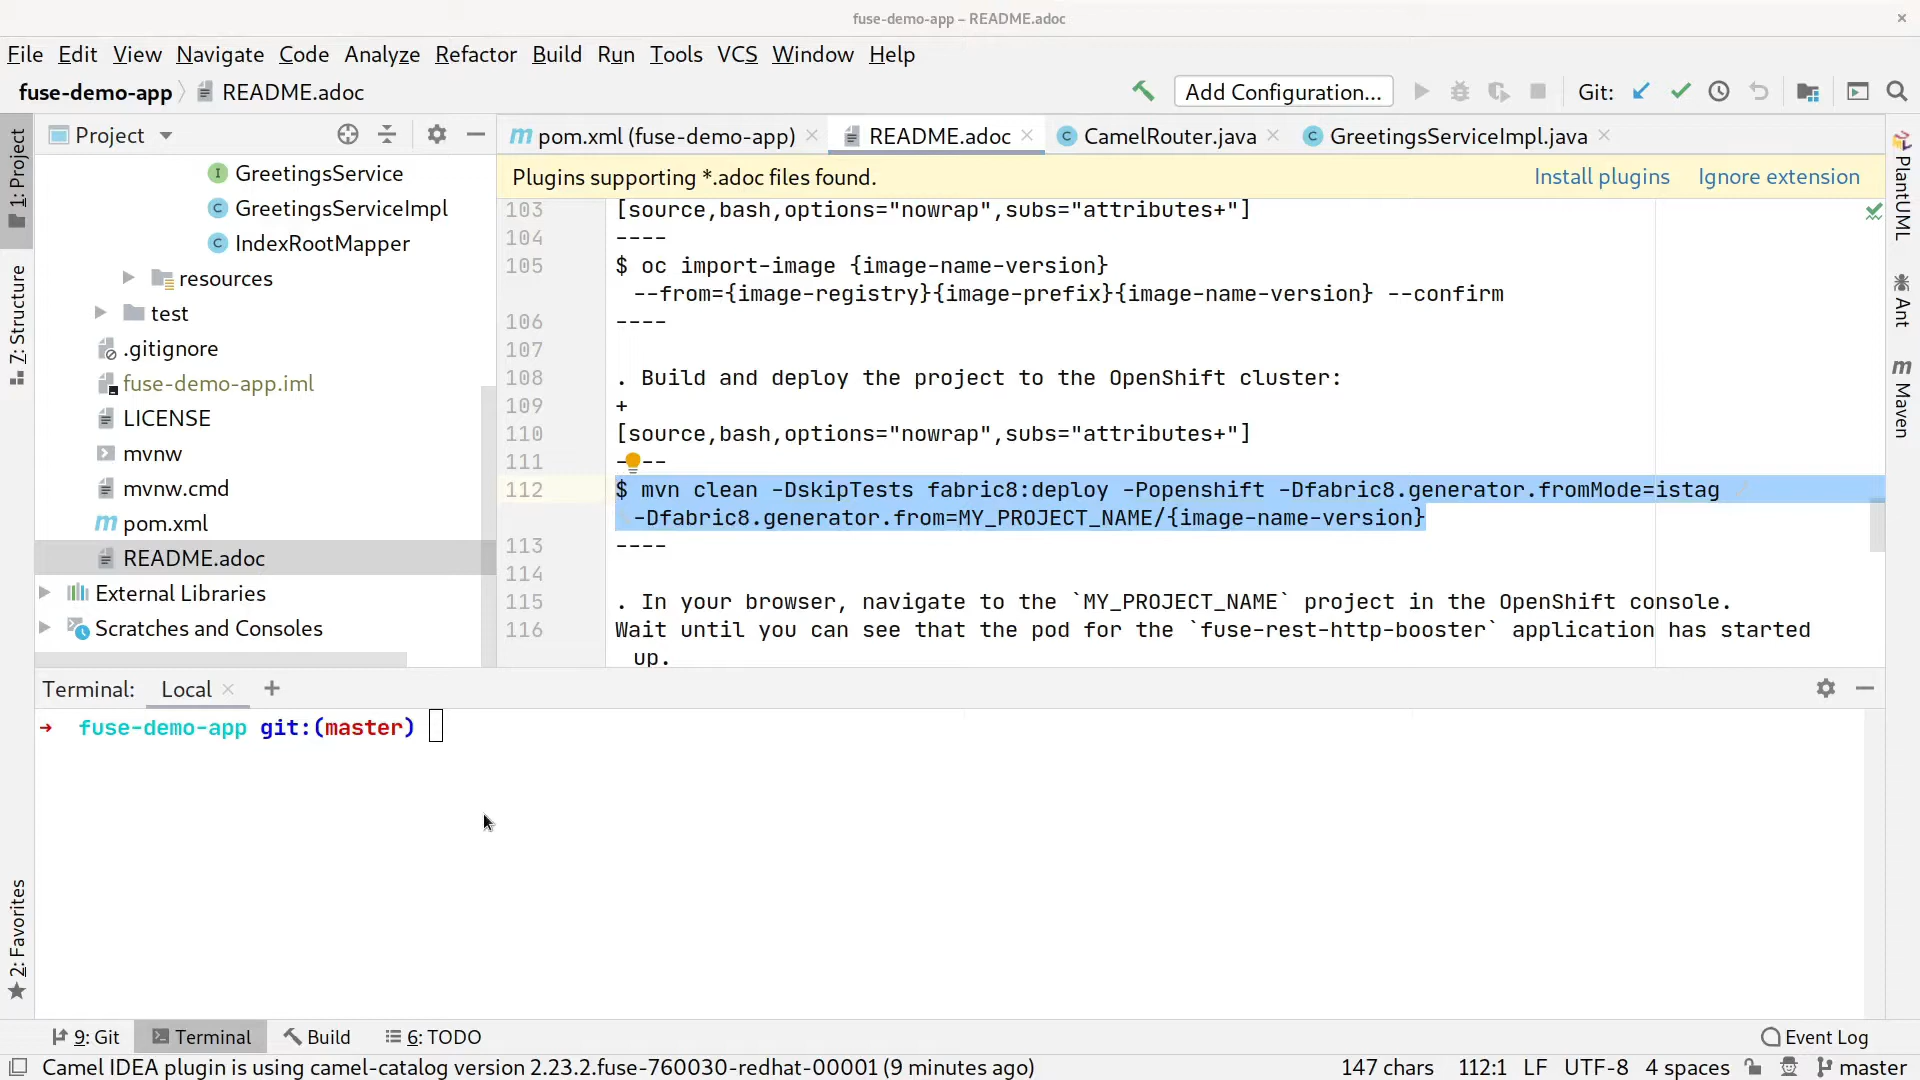 fuse-demo-app – README.adoc
File Edit View Navigate Code Analyze Refactor Build Run Tools VCS Window Help
fuse-demo-app README.adoc Add Configuration... Git:
1: Project
7: Structure
2: Favorites
Project
GreetingsService
GreetingsServiceImpl
IndexRootMapper
resources
test
.gitignore
fuse-demo-app.iml
LICENSE
mvnw
mvnw.cmd
pom.xml
README.adoc
External Libraries
Scratches and Consoles
pom.xml (fuse-demo-app) README.adoc CamelRouter.java GreetingsServiceImpl.java
Plugins supporting *.adoc files found. Install plugins Ignore extension
103 [source,bash,options="nowrap",subs="attributes+"]
104 ----
105 $ oc import-image {image-name-version}
--from={image-registry}{image-prefix}{image-name-version} --confirm
106 ----
107
108 . Build and deploy the project to the OpenShift cluster:
109 +
110 [source,bash,options="nowrap",subs="attributes+"]
111 ----
112 $ mvn clean -DskipTests fabric8:deploy -Popenshift -Dfabric8.generator.fromMode=istag
-Dfabric8.generator.from=MY_PROJECT_NAME/{image-name-version}
113 ----
114
115 . In your browser, navigate to the `MY_PROJECT_NAME` project in the OpenShift console.
116 Wait until you can see that the pod for the `fuse-rest-http-booster` application has started
up.
PlantUML
Ant
Maven
Terminal: Local +
→ fuse-demo-app git:(master)
9: Git Terminal Build 6: TODO Event Log
Camel IDEA plugin is using camel-catalog version 2.23.2.fuse-760030-redhat-00001 (9 minutes ago) 147 chars 112:1 LF UTF-8 4 spaces master